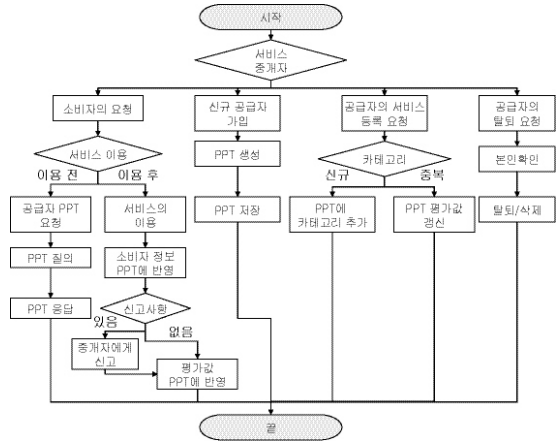 시작
서비스
중개자
소비자의 요청
신규 공급자
가입
공급자의 서비스
등록 요청
공급자의
탈퇴 요청
서비스 이용
PPT 생성
카테고리
본인확인
이용 전
이용 후
신규
중복
공급자 PPT
요청
서비스의
이용
PPT 저장
PPT에
카테고리 추가
PPT 평가값
갱신
탈퇴/삭제
PPT 질의
소비자 정보
PPT에 반영
PPT 응답
신고사항
있음
없음
중개자에게
신고
평가값
PPT에 반영
끝